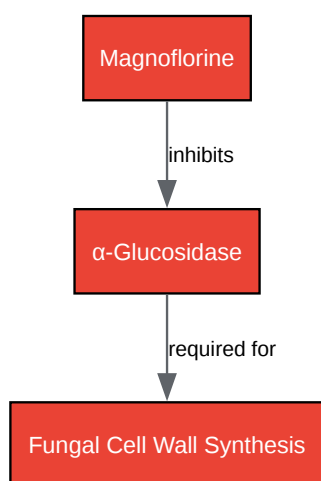 Magnoflorine
inhibits
α-Glucosidase
required for
Fungal Cell Wall Synthesis